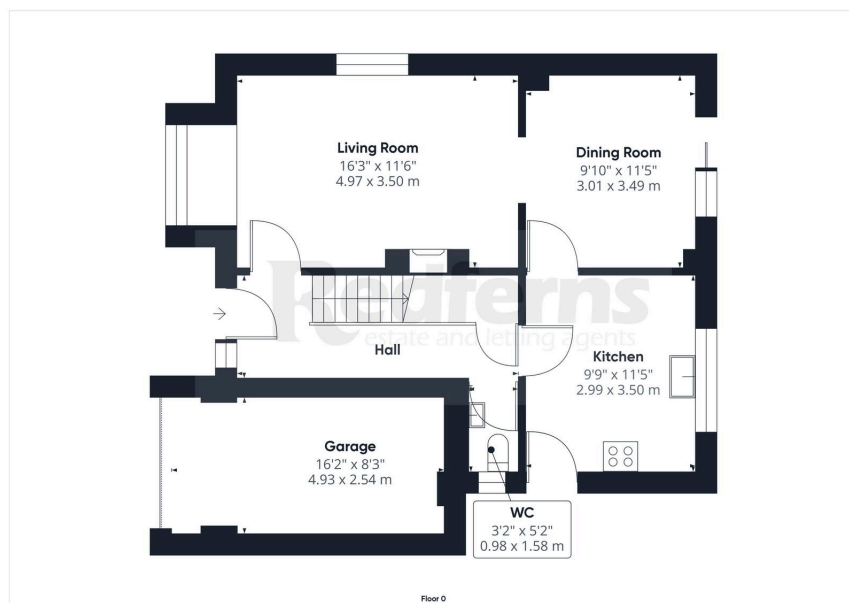 Living Room
16'3" x 11'6"
4.97 x 3.50 m
Dining Room
9'10" x 11'5"
3.01 x 3.49 m
Redferns
estate and letting agents
Hall
Kitchen
9'9" x 11'5"
2.99 x 3.50 m
Garage
16'2" x 8'3"
4.93 x 2.54 m
WC
3'2" x 5'2"
0.98 x 1.58 m
Floor 0